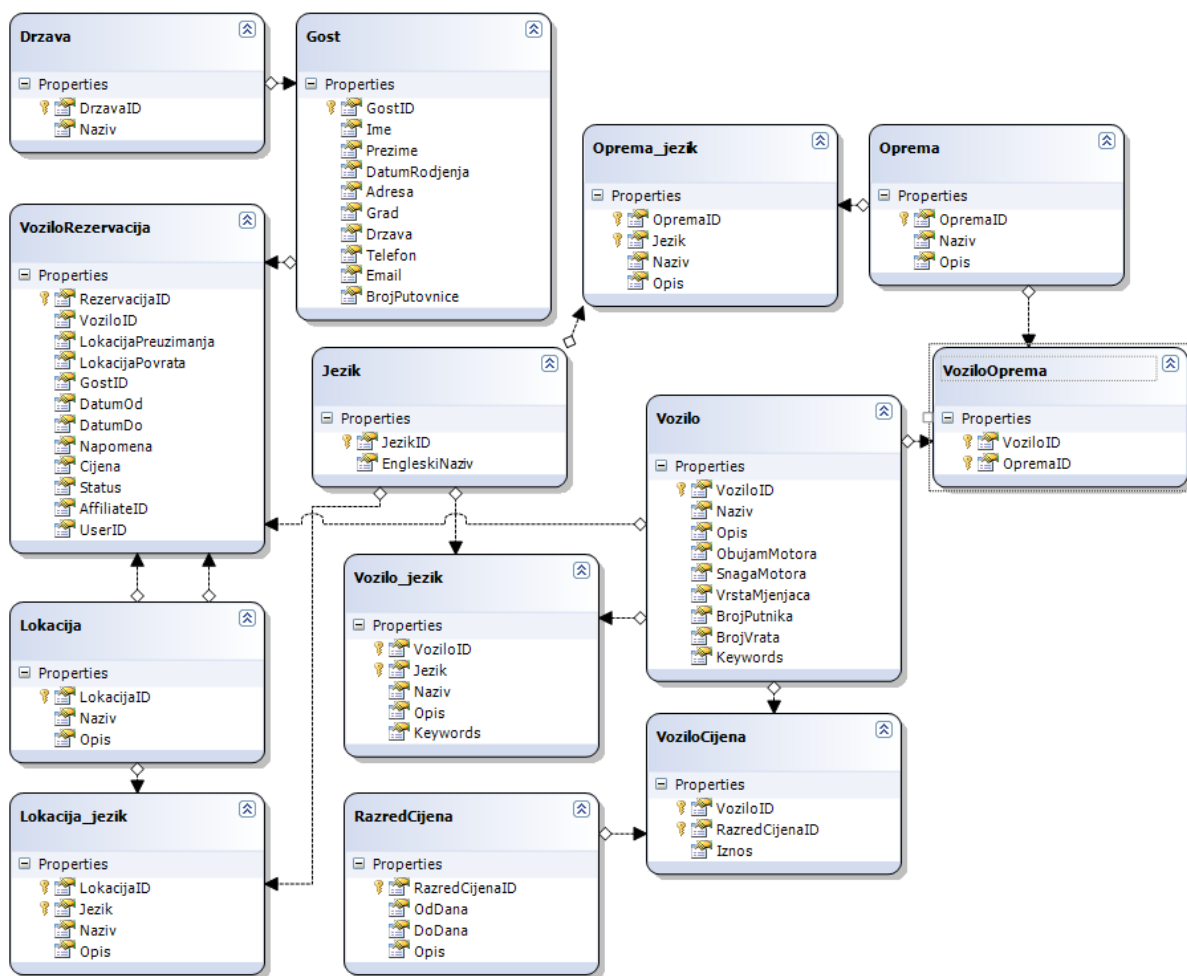 Drzava
Properties
DrzavaID
Naziv
Gost
Properties
GostID
Ime
Prezime
DatumRodjenja
Adresa
Grad
Drzava
Telefon
Email
BrojPutovnice
Oprema_jezik
Properties
OpremaID
Jezik
Naziv
Opis
Oprema
Properties
OpremaID
Naziv
Opis
VoziloRezervacija
Properties
RezervacijaID
VoziloID
LokacijaPreuzimanja
LokacijaPovrata
GostID
DatumOd
DatumDo
Napomena
Cijena
Status
AffiliateID
UserID
Jezik
Properties
JezikID
EngleskiNaziv
Vozilo
Properties
VoziloID
Naziv
Opis
ObujamMotora
SnagaMotora
VrstaMjenjaca
BrojPutnika
BrojVrata
Keywords
VoziloOprema
Properties
VoziloID
OpremaID
Vozilo_jezik
Properties
VoziloID
Jezik
Naziv
Opis
Keywords
Lokacija
Properties
LokacijaID
Naziv
Opis
VoziloCijena
Properties
VoziloID
RazredCijenaID
Iznos
Lokacija_jezik
Properties
LokacijaID
Jezik
Naziv
Opis
RazredCijena
Properties
RazredCijenaID
OdDana
DoDana
Opis